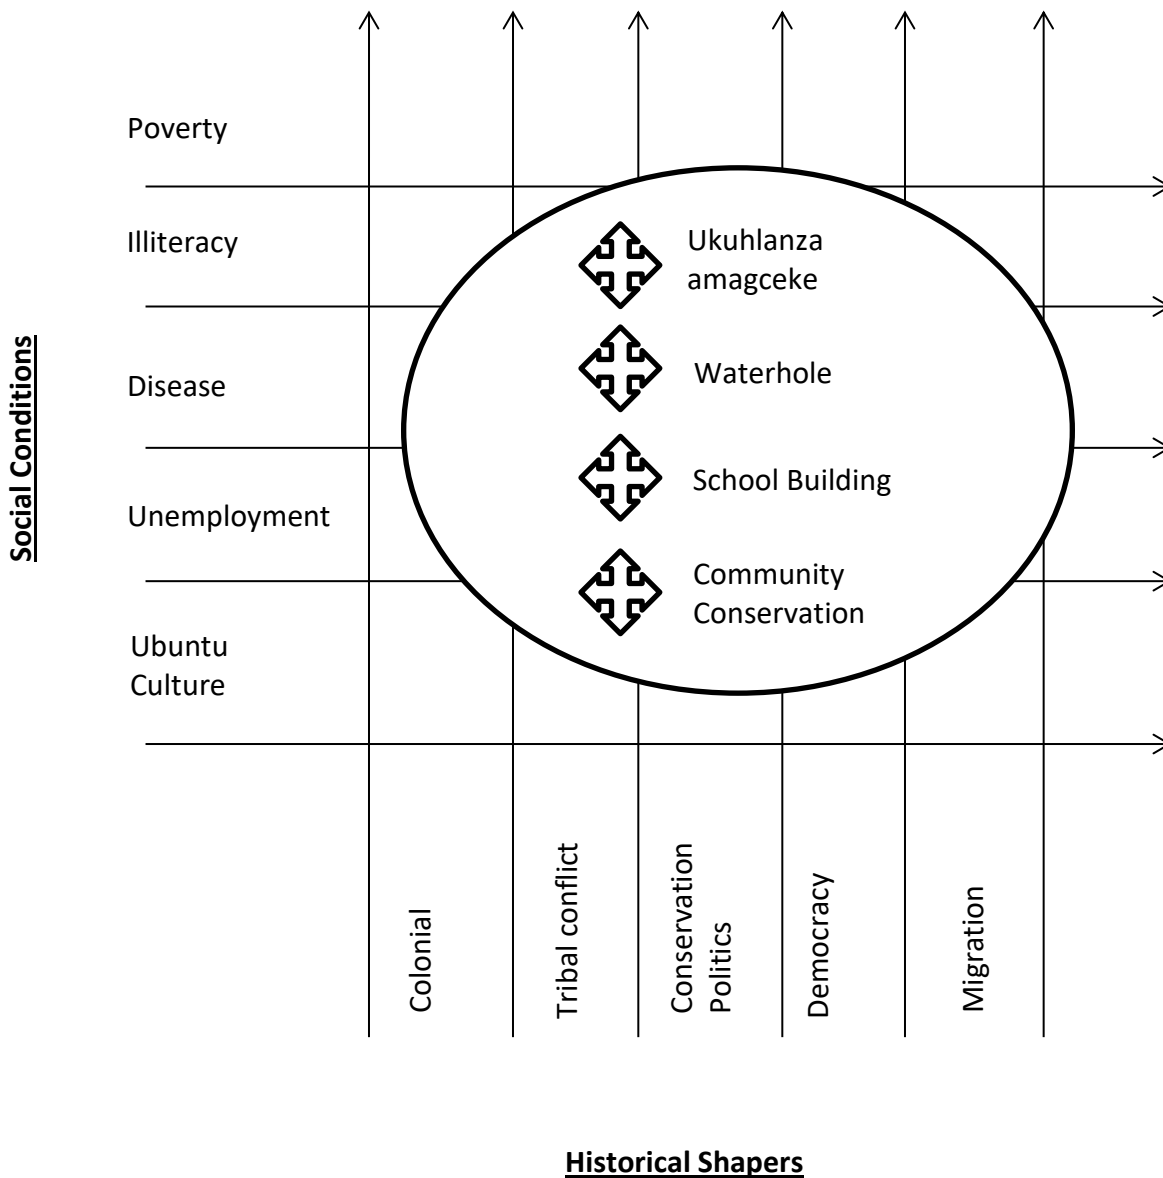 Poverty
Illiteracy
Disease
Unemployment
Ubuntu
Culture
Social Conditions
Ukuhlanza
amagceke
Waterhole
School Building
Community
Conservation
Colonial
Tribal conflict
Conservation
Politics
Democracy
Migration
Historical Shapers